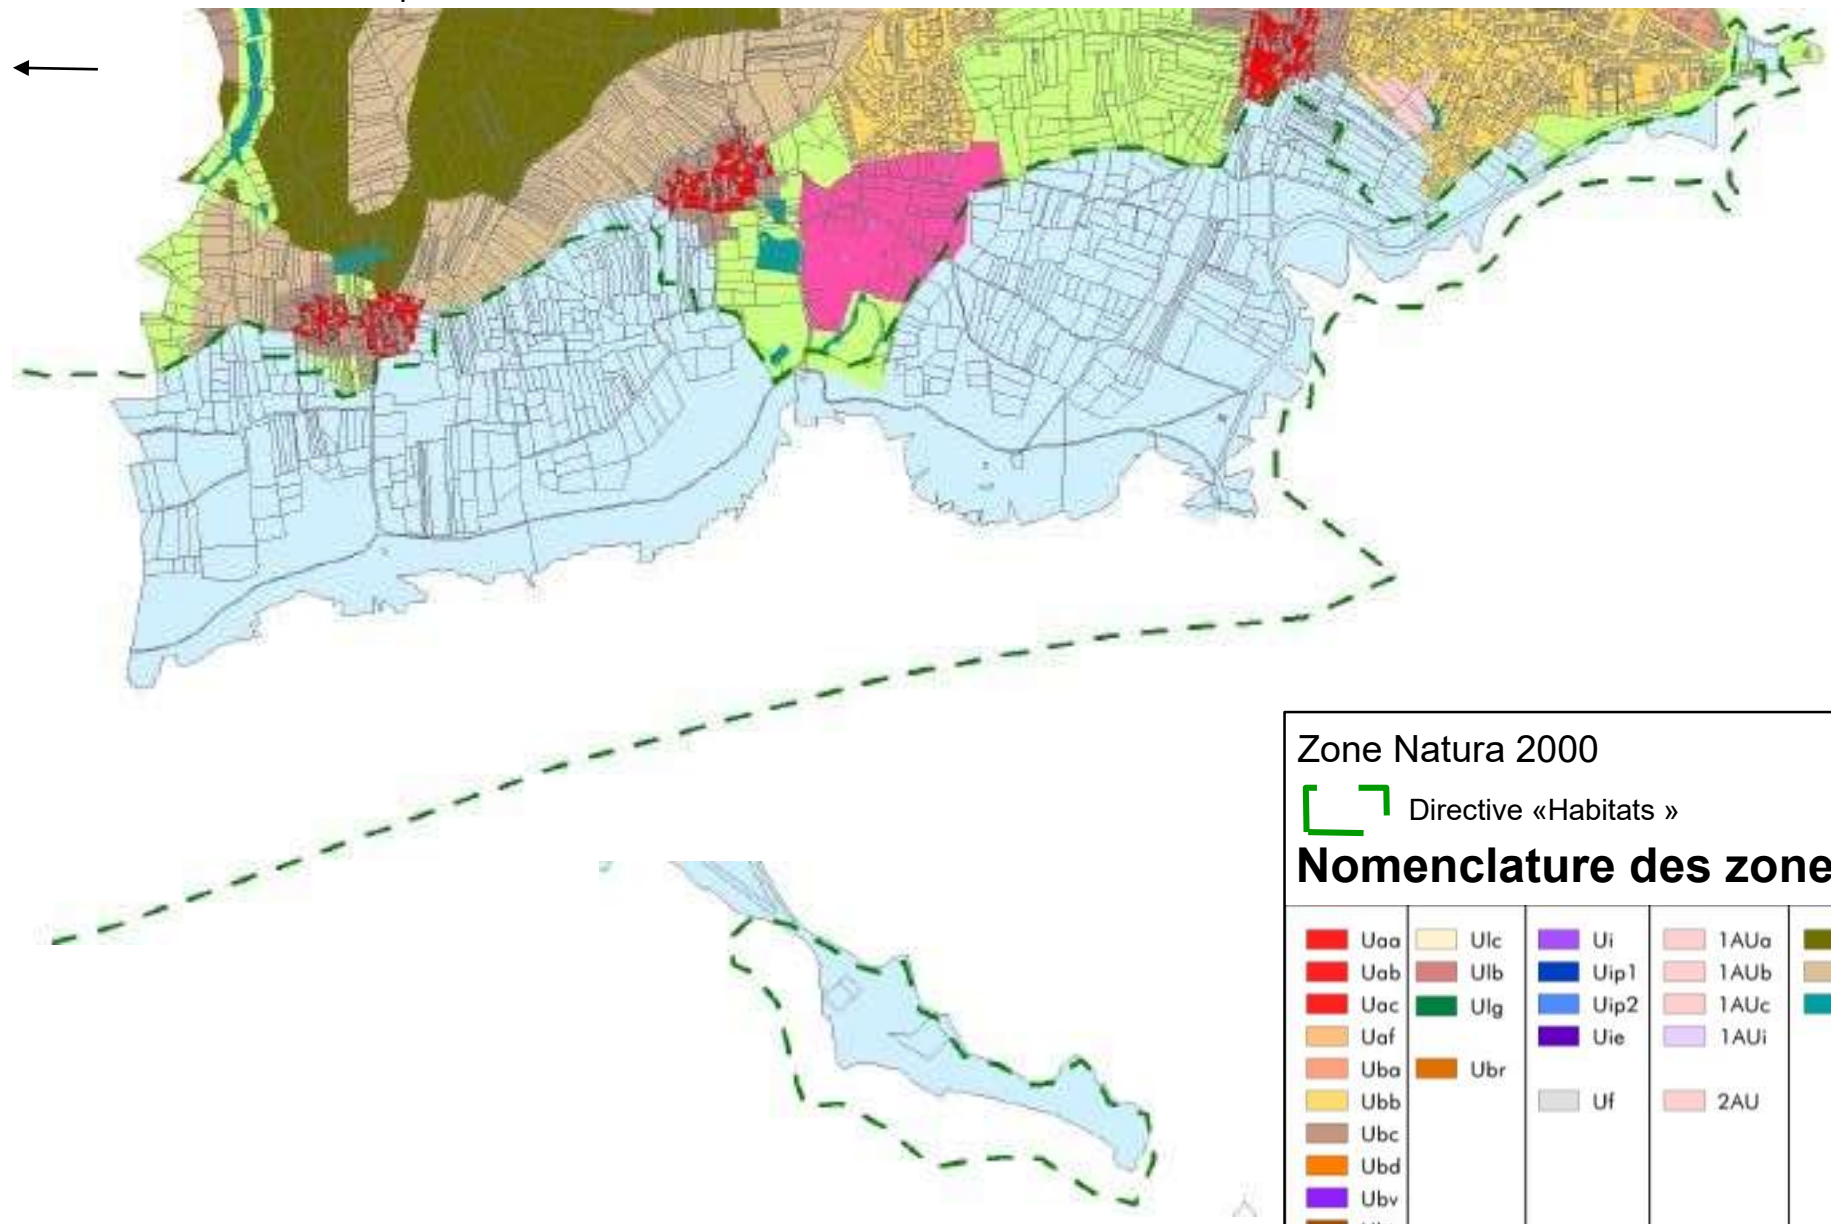 Zone Natura 2000
Directive «Habitats »
Nomenclature des zone
Uaa Ulc Ui 1AUa
Uab Ulb Uip1 1AUb
Uac Ulg Uip2 1AUc
Uaf Uie 1AUi
Uba Ubr
Ubb Uf 2AU
Ubc
Ubd
Ubv